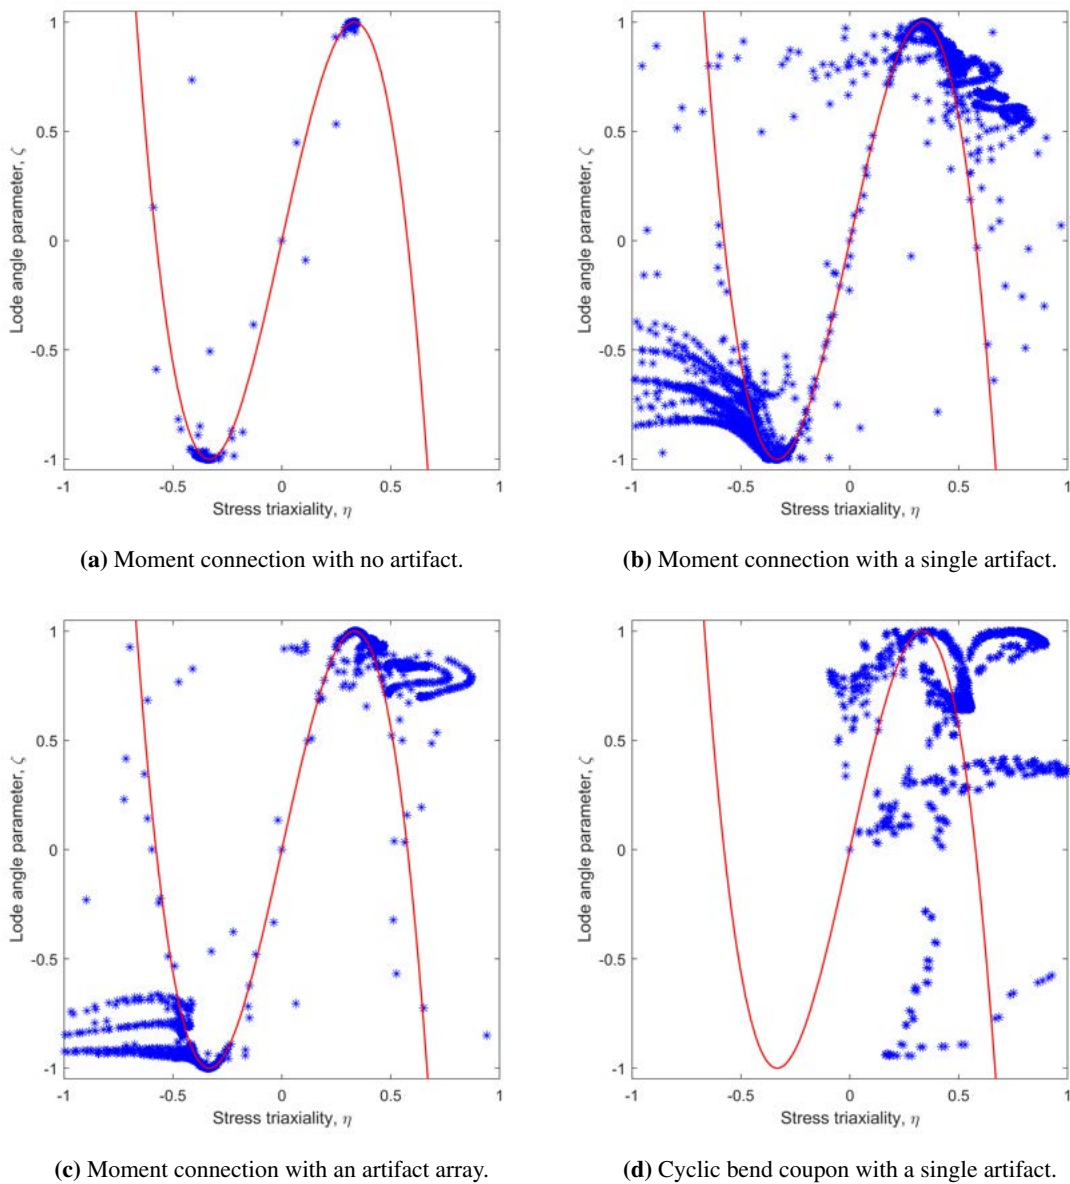 1
0.5
0
-0.5
-1
Lode angle parameter, ζ
-1 -0.5 0 0.5 1
Stress triaxiality, η
(a) Moment connection with no artifact.
1
0.5
0
-0.5
-1
Lode angle parameter, ζ
-1 -0.5 0 0.5 1
Stress triaxiality, η
(b) Moment connection with a single artifact.
1
0.5
0
-0.5
-1
Lode angle parameter, ζ
-1 -0.5 0 0.5 1
Stress triaxiality, η
(c) Moment connection with an artifact array.
1
0.5
0
-0.5
-1
Lode angle parameter, ζ
-1 -0.5 0 0.5 1
Stress triaxiality, η
(d) Cyclic bend coupon with a single artifact.